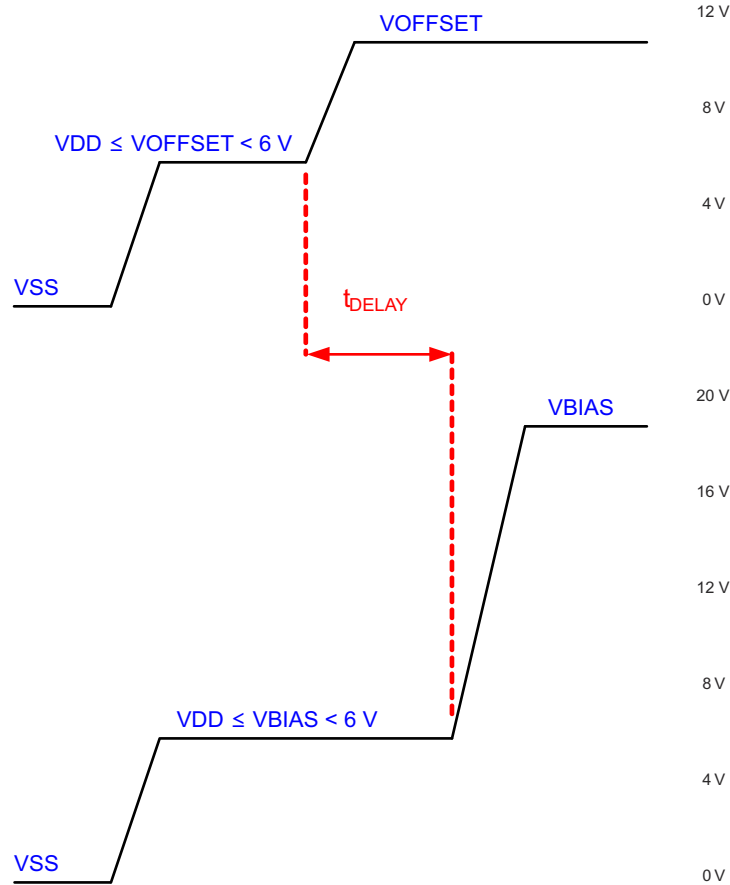 12 V
VOFFSET
8 V
VDD ≤ VOFFSET < 6 V
4 V
VSS
0 V
tDELAY
20 V
VBIAS
16 V
12 V
8 V
VDD ≤ VBIAS < 6 V
4 V
VSS
0 V